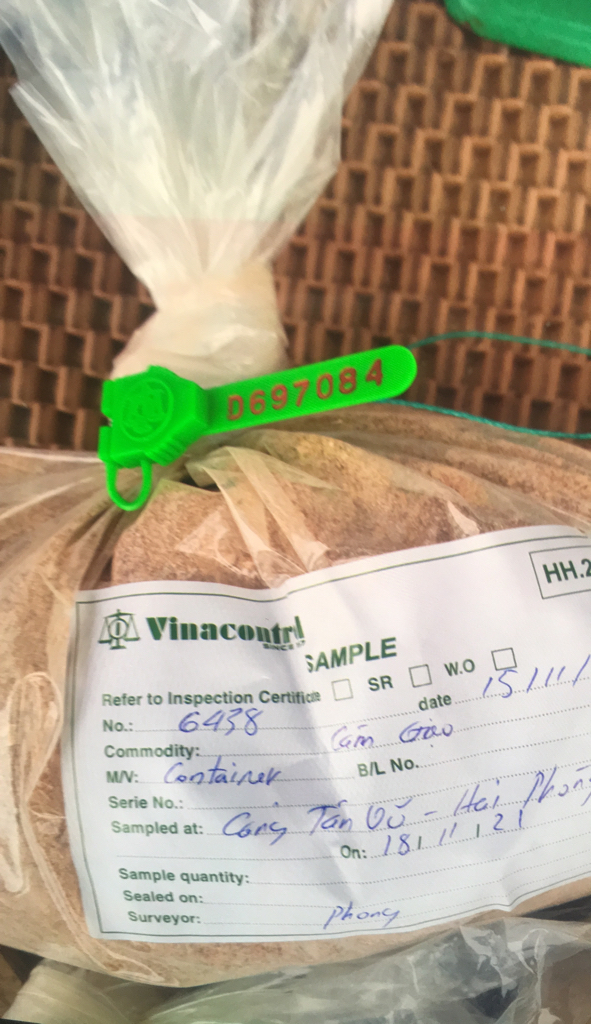 D697084
HH.2
Vinacontrol
SINCE 57
SAMPLE
Refer to Inspection Certificate SR W.O
No.: 6438 date 15/11/
Commodity: Cám Gạo
M/V: Container B/L No.
Serie No.:
Sampled at: Cảng Tân Vũ - Hải Phòng
On: 18/11/21
Sample quantity:
Sealed on:
Surveyor: Phong